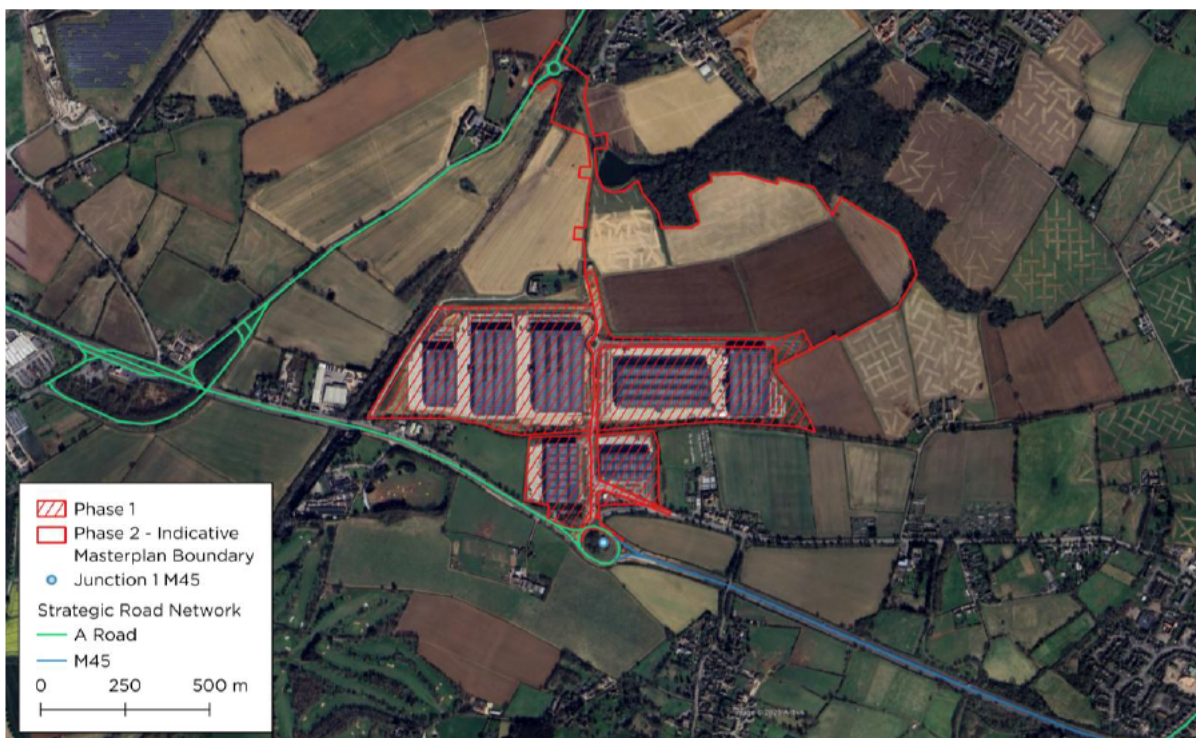 Phase 1
Phase 2 - Indicative
Masterplan Boundary
Junction 1 M45
Strategic Road Network
A Road
M45
0 250 500 m